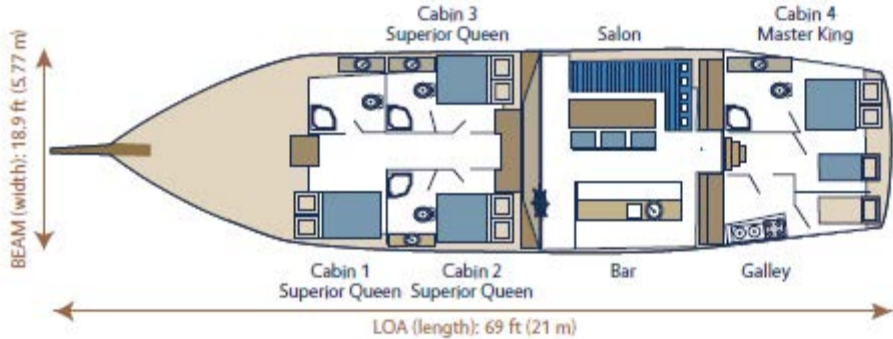 Cabin 3
Superior Queen
Salon
Cabin 4
Master King
BEAM (width): 18.9 ft (5.77 m)
Cabin 1
Superior Queen
Cabin 2
Superior Queen
Bar
Galley
LOA (length): 69 ft (21 m)